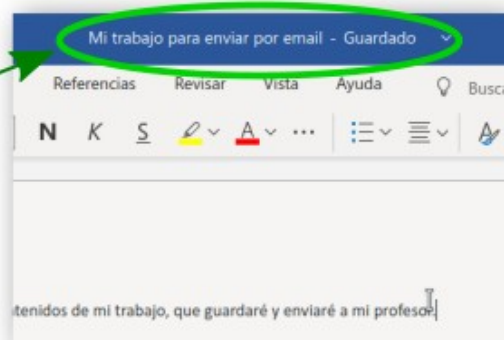 Mi trabajo para enviar por email - Guardado
Referencias Revisar Vista Ayuda
N K S A
de mi trabajo, que guardaré y enviaré a mi profesor.